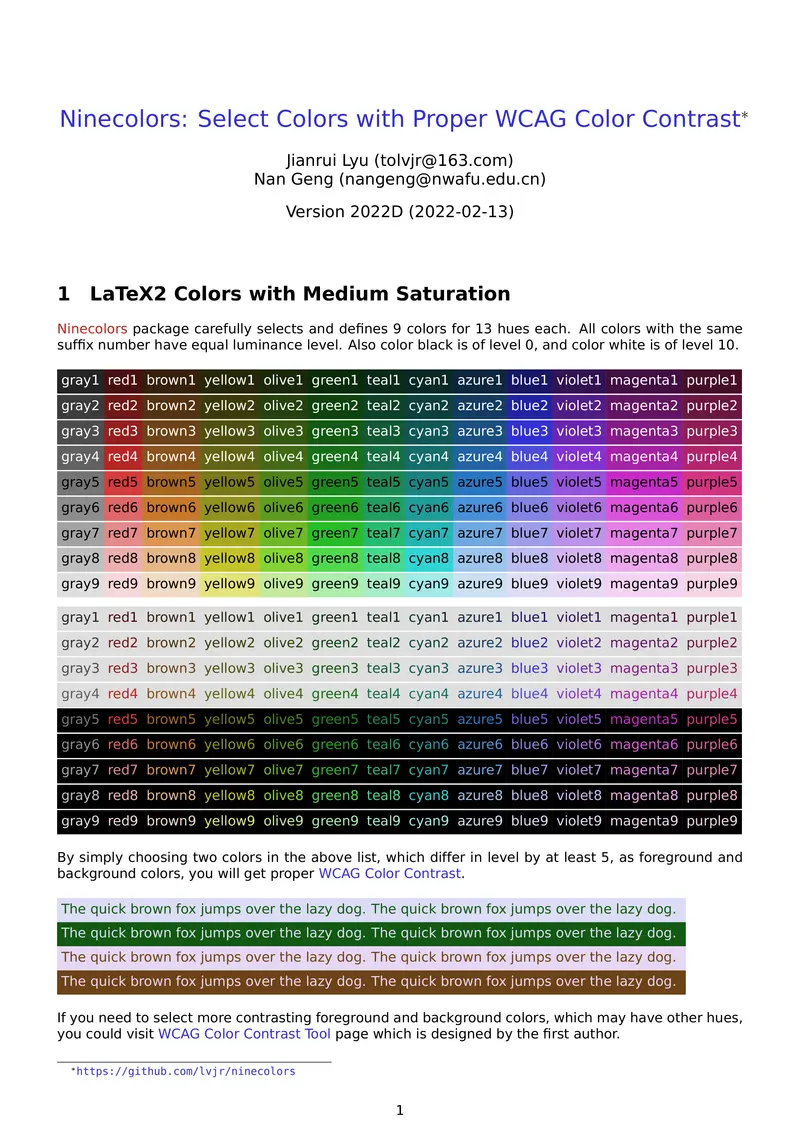 Ninecolors: Select Colors with Proper WCAG Color Contrast*
Jianrui Lyu (tolvjr@163.com)
Nan Geng (nangeng@nwafu.edu.cn)
Version 2022D (2022-02-13)
1 LaTeX2 Colors with Medium Saturation
Ninecolors package carefully selects and defines 9 colors for 13 hues each. All colors with the same
suffix number have equal luminance level. Also color black is of level 0, and color white is of level 10.
gray1 red1 brown1 yellow1 olive1 green1 teal1 cyan1 azure1 blue1 violet1 magenta1 purple1
gray2 red2 brown2 yellow2 olive2 green2 teal2 cyan2 azure2 blue2 violet2 magenta2 purple2
gray3 red3 brown3 yellow3 olive3 green3 teal3 cyan3 azure3 blue3 violet3 magenta3 purple3
gray4 red4 brown4 yellow4 olive4 green4 teal4 cyan4 azure4 blue4 violet4 magenta4 purple4
gray5 red5 brown5 yellow5 olive5 green5 teal5 cyan5 azure5 blue5 violet5 magenta5 purple5
gray6 red6 brown6 yellow6 olive6 green6 teal6 cyan6 azure6 blue6 violet6 magenta6 purple6
gray7 red7 brown7 yellow7 olive7 green7 teal7 cyan7 azure7 blue7 violet7 magenta7 purple7
gray8 red8 brown8 yellow8 olive8 green8 teal8 cyan8 azure8 blue8 violet8 magenta8 purple8
gray9 red9 brown9 yellow9 olive9 green9 teal9 cyan9 azure9 blue9 violet9 magenta9 purple9
gray1 red1 brown1 yellow1 olive1 green1 teal1 cyan1 azure1 blue1 violet1 magenta1 purple1
gray2 red2 brown2 yellow2 olive2 green2 teal2 cyan2 azure2 blue2 violet2 magenta2 purple2
gray3 red3 brown3 yellow3 olive3 green3 teal3 cyan3 azure3 blue3 violet3 magenta3 purple3
gray4 red4 brown4 yellow4 olive4 green4 teal4 cyan4 azure4 blue4 violet4 magenta4 purple4
gray5 red5 brown5 yellow5 olive5 green5 teal5 cyan5 azure5 blue5 violet5 magenta5 purple5
gray6 red6 brown6 yellow6 olive6 green6 teal6 cyan6 azure6 blue6 violet6 magenta6 purple6
gray7 red7 brown7 yellow7 olive7 green7 teal7 cyan7 azure7 blue7 violet7 magenta7 purple7
gray8 red8 brown8 yellow8 olive8 green8 teal8 cyan8 azure8 blue8 violet8 magenta8 purple8
gray9 red9 brown9 yellow9 olive9 green9 teal9 cyan9 azure9 blue9 violet9 magenta9 purple9
By simply choosing two colors in the above list, which differ in level by at least 5, as foreground and
background colors, you will get proper WCAG Color Contrast.
The quick brown fox jumps over the lazy dog. The quick brown fox jumps over the lazy dog.
The quick brown fox jumps over the lazy dog. The quick brown fox jumps over the lazy dog.
The quick brown fox jumps over the lazy dog. The quick brown fox jumps over the lazy dog.
The quick brown fox jumps over the lazy dog. The quick brown fox jumps over the lazy dog.
If you need to select more contrasting foreground and background colors, which may have other hues,
you could visit WCAG Color Contrast Tool page which is designed by the first author.
*https://github.com/lvjr/ninecolors
1